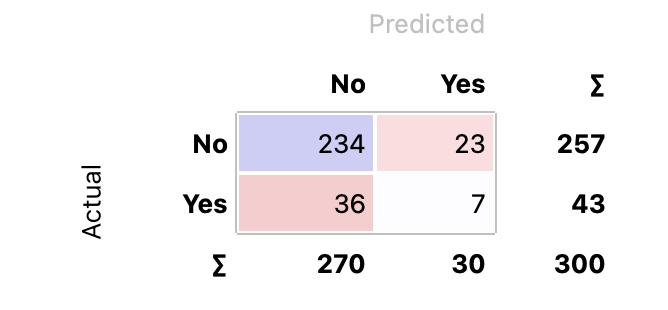 Predicted
No Yes ∑
No 234 23 257
Actual
Yes 36 7 43
∑ 270 30 300